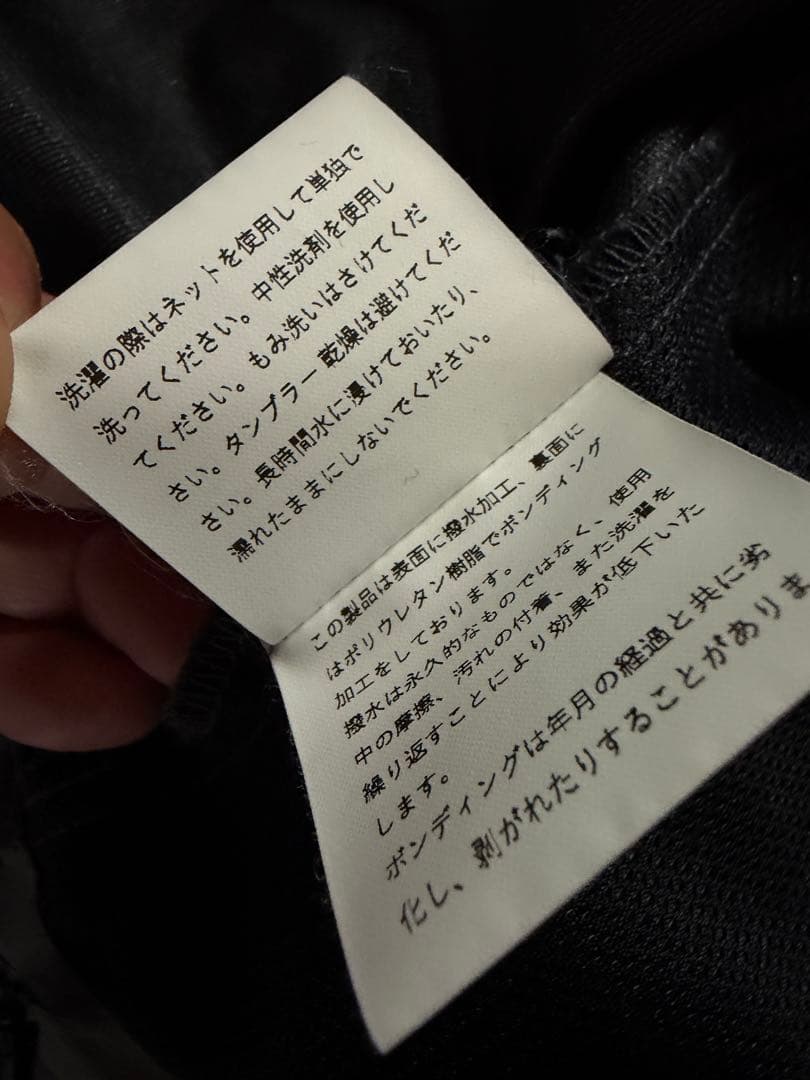 洗濯の際はネットを使用して単独で
洗ってください。中性洗剤を使用し
てください。もみ洗いはさけてくだ
さい。タンブラー乾燥は避けてくだ
さい。長時間水に浸けておいたり、
濡れたままにしないでください。
この製品は表面に撥水加工、裏面に
はポリウレタン樹脂でボンディング
加工をしております。
撥水は永久的なものではなく、使用
中の摩擦、汚れの付着、また洗濯を
繰り返すことにより効果が低下いた
します。
ボンディングは年月の経過と共に劣
化し、剥がれたりすることがありま